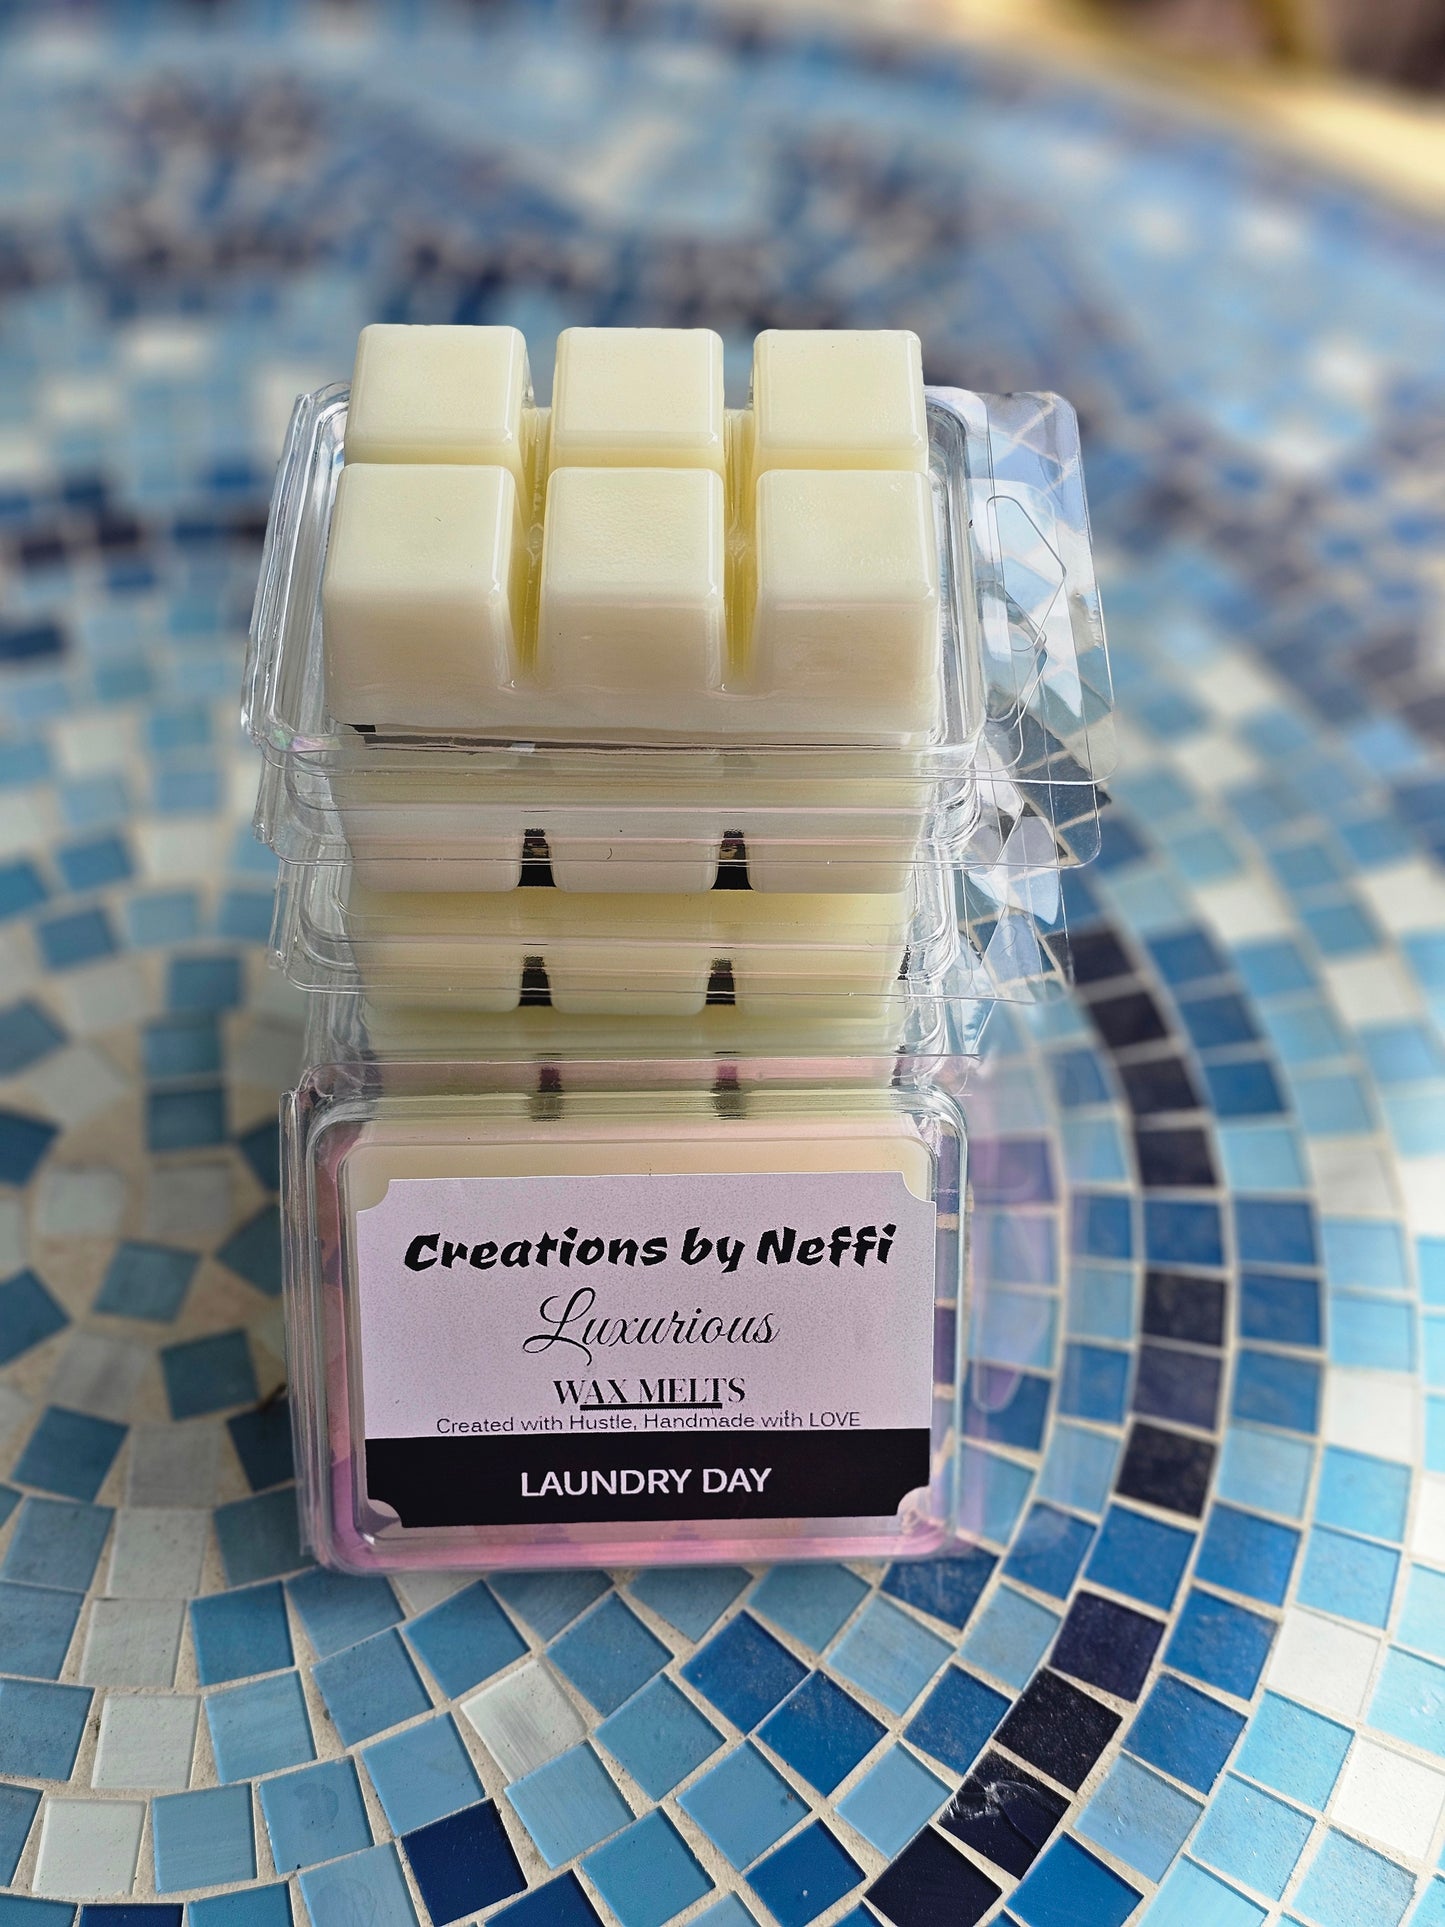 Creations by Neffi
Luxurious
WAX MELTS
Created with Hustle, Handmade with LOVE
LAUNDRY DAY